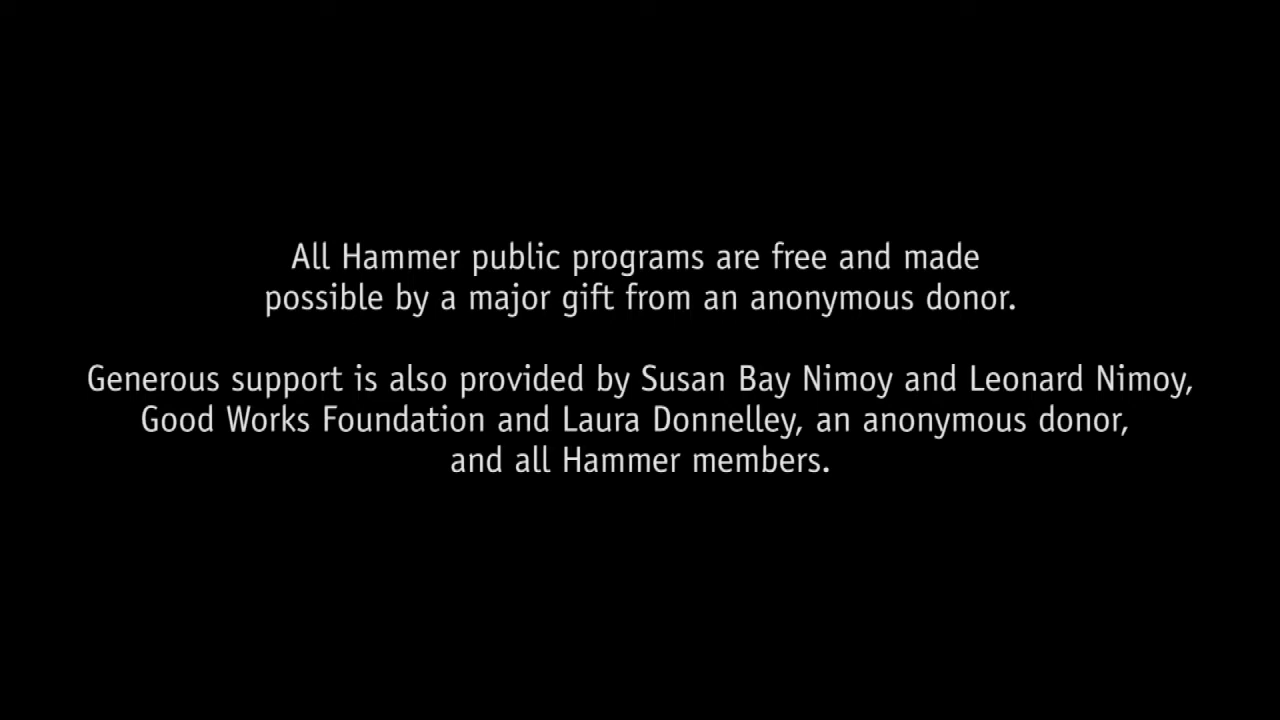 All Hammer public programs are free and made
possible by a major gift from an anonymous donor.
Generous support is also provided by Susan Bay Nimoy and Leonard Nimoy,
Good Works Foundation and Laura Donnelley, an anonymous donor,
and all Hammer members.